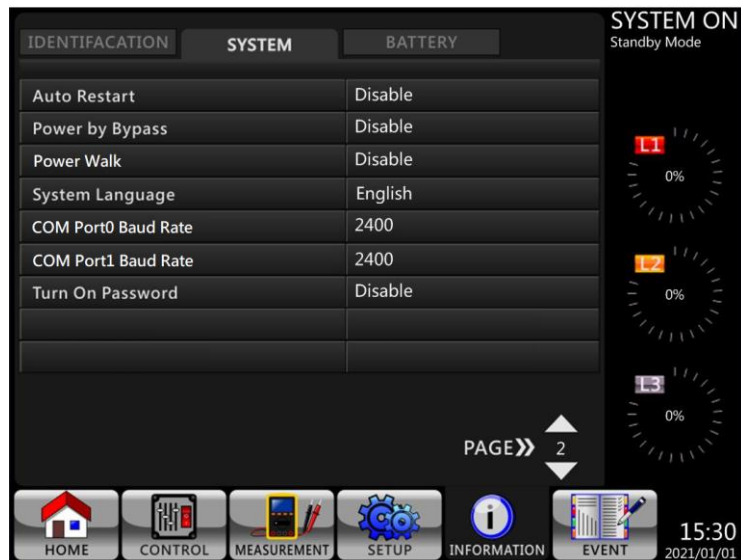 IDENTIFACATION SYSTEM BATTERY
SYSTEM ON
Standby Mode
Auto Restart Disable
Power by Bypass Disable
Power Walk Disable
System Language English
COM Port0 Baud Rate 2400
COM Port1 Baud Rate 2400
Turn On Password Disable
L1
0%
L2
0%
L3
0%
PAGE 2
HOME CONTROL MEASUREMENT SETUP INFORMATION EVENT
15:30
2021/01/01